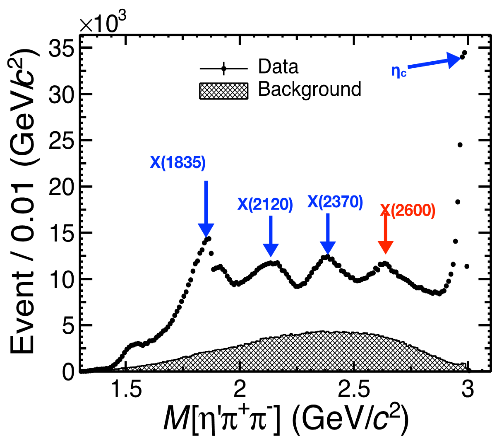 ×10³
η_c
Data
Background
X(1835)
X(2120)
X(2370)
X(2600)
Event / 0.01 (GeV/c²)
35
30
25
20
15
10
5
0
1.5
2
2.5
3
M[η'π⁺π⁻] (GeV/c²)